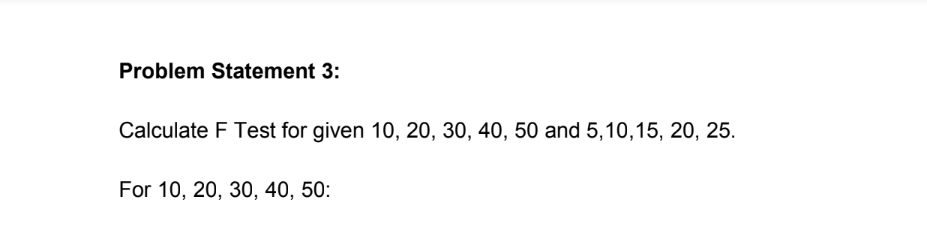 Problem Statement 3:
Calculate F Test for given 10, 20, 30, 40, 50 and 5,10,15, 20, 25.
For 10, 20, 30, 40, 50: